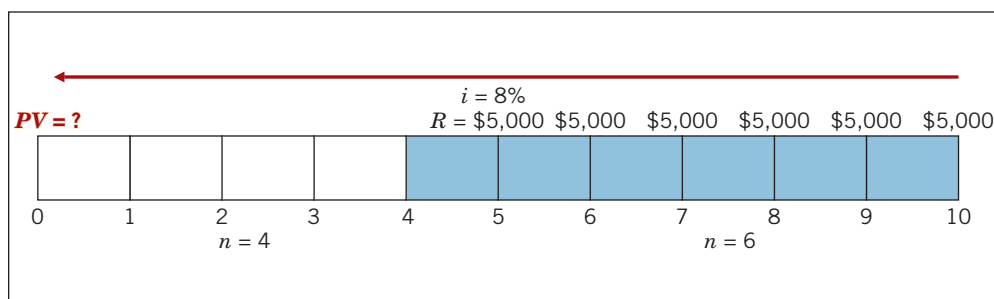 i = 8%
PV = ? R = $5,000 $5,000 $5,000 $5,000 $5,000 $5,000
0 1 2 3 4 5 6 7 8 9 10
n = 4 n = 6